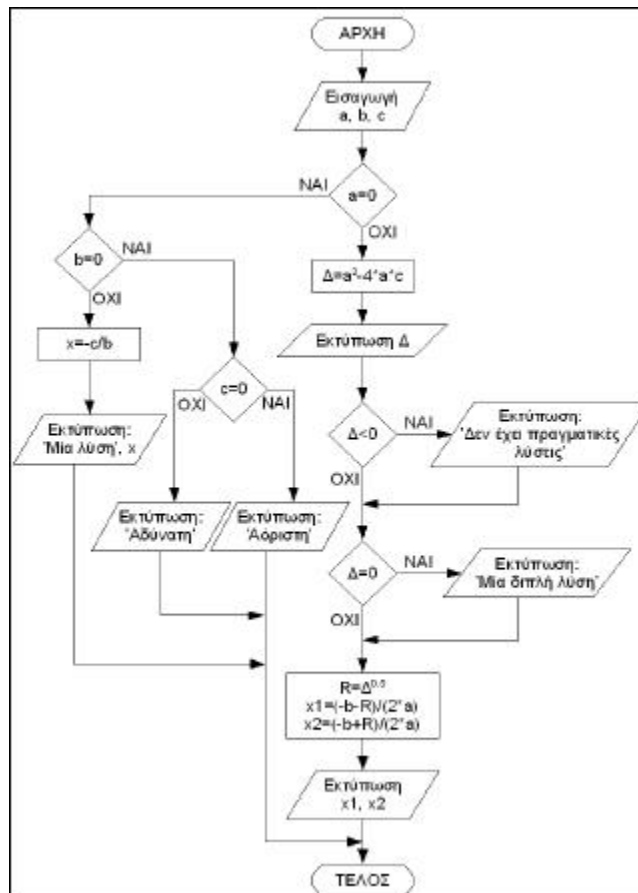 ΑΡΧΗ
Εισαγωγή
a, b, c
ΝΑΙ
a=0
ΟΧΙ
b=0
ΝΑΙ
ΟΧΙ
Δ=a²-4*a*c
x=-c/b
Εκτύπωση Δ
c=0
ΟΧΙ
ΝΑΙ
Εκτύπωση:
'Μία λύση', x
Δ<0
ΝΑΙ
ΟΧΙ
Εκτύπωση:
'Δεν έχει πραγματικές
λύσεις'
Εκτύπωση:
'Αδύνατη'
Εκτύπωση:
'Αόριστη'
Δ=0
ΝΑΙ
ΟΧΙ
Εκτύπωση:
'Μία διπλή λύση'
R=Δ⁰·⁵
x1=(-b-R)/(2*a)
x2=(-b+R)/(2*a)
Εκτύπωση
x1, x2
ΤΕΛΟΣ